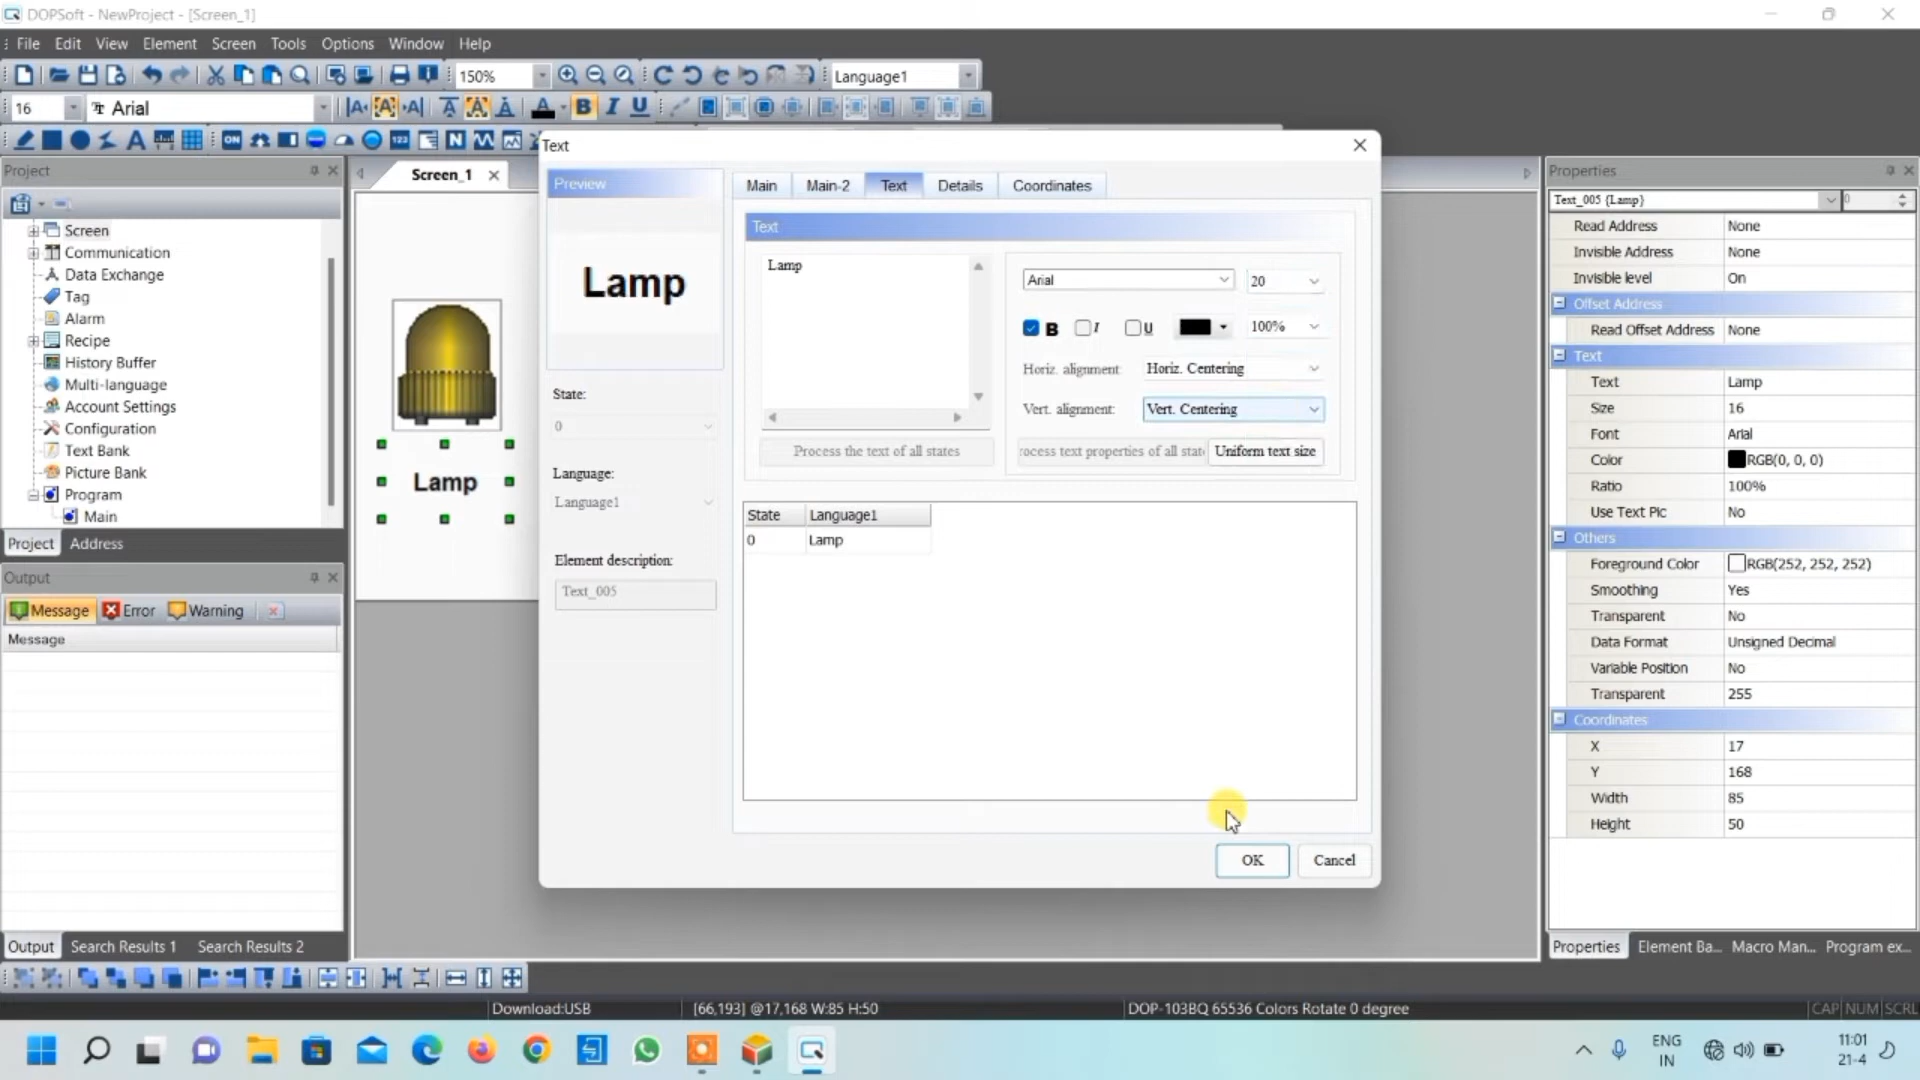 DOPSoft - NewProject - [Screen_1]
File Edit View Element Screen Tools Options Window Help
150% Language1
16 Arial
Project
Screen_1
Screen
Communication
Data Exchange
Tag
Alarm
Recipe
History Buffer
Multi-language
Account Settings
Configuration
Text Bank
Picture Bank
Program
Main
Project Address
Output
Message Error Warning
Message
Output Search Results 1 Search Results 2
Lamp
Text
Preview
Lamp
State:
0
Language:
Language1
Element description:
Text_005
Main Main-2 Text Details Coordinates
Text
Lamp
Arial 20
B I U 100%
Horiz. alignment: Horiz. Centering
Vert. alignment: Vert. Centering
Process the text of all states
rocess text properties of all stat
Uniform text size
State Language1
0 Lamp
OK Cancel
Properties
Text_005 {Lamp} 0
Read Address None
Invisible Address None
Invisible level On
Offset Address
Read Offset Address None
Text
Text Lamp
Size 16
Font Arial
Color RGB(0, 0, 0)
Ratio 100%
Use Text Pic No
Others
Foreground Color RGB(252, 252, 252)
Smoothing Yes
Transparent No
Data Format Unsigned Decimal
Variable Position No
Transparent 255
Coordinates
X 17
Y 168
Width 85
Height 50
Properties Element Ba... Macro Man... Program ex...
Download:USB [66,193] @17,168 W:85 H:50 DOP-103BQ 65536 Colors Rotate 0 degree CAP NUM SCRL
ENG
IN
11:01
21-4